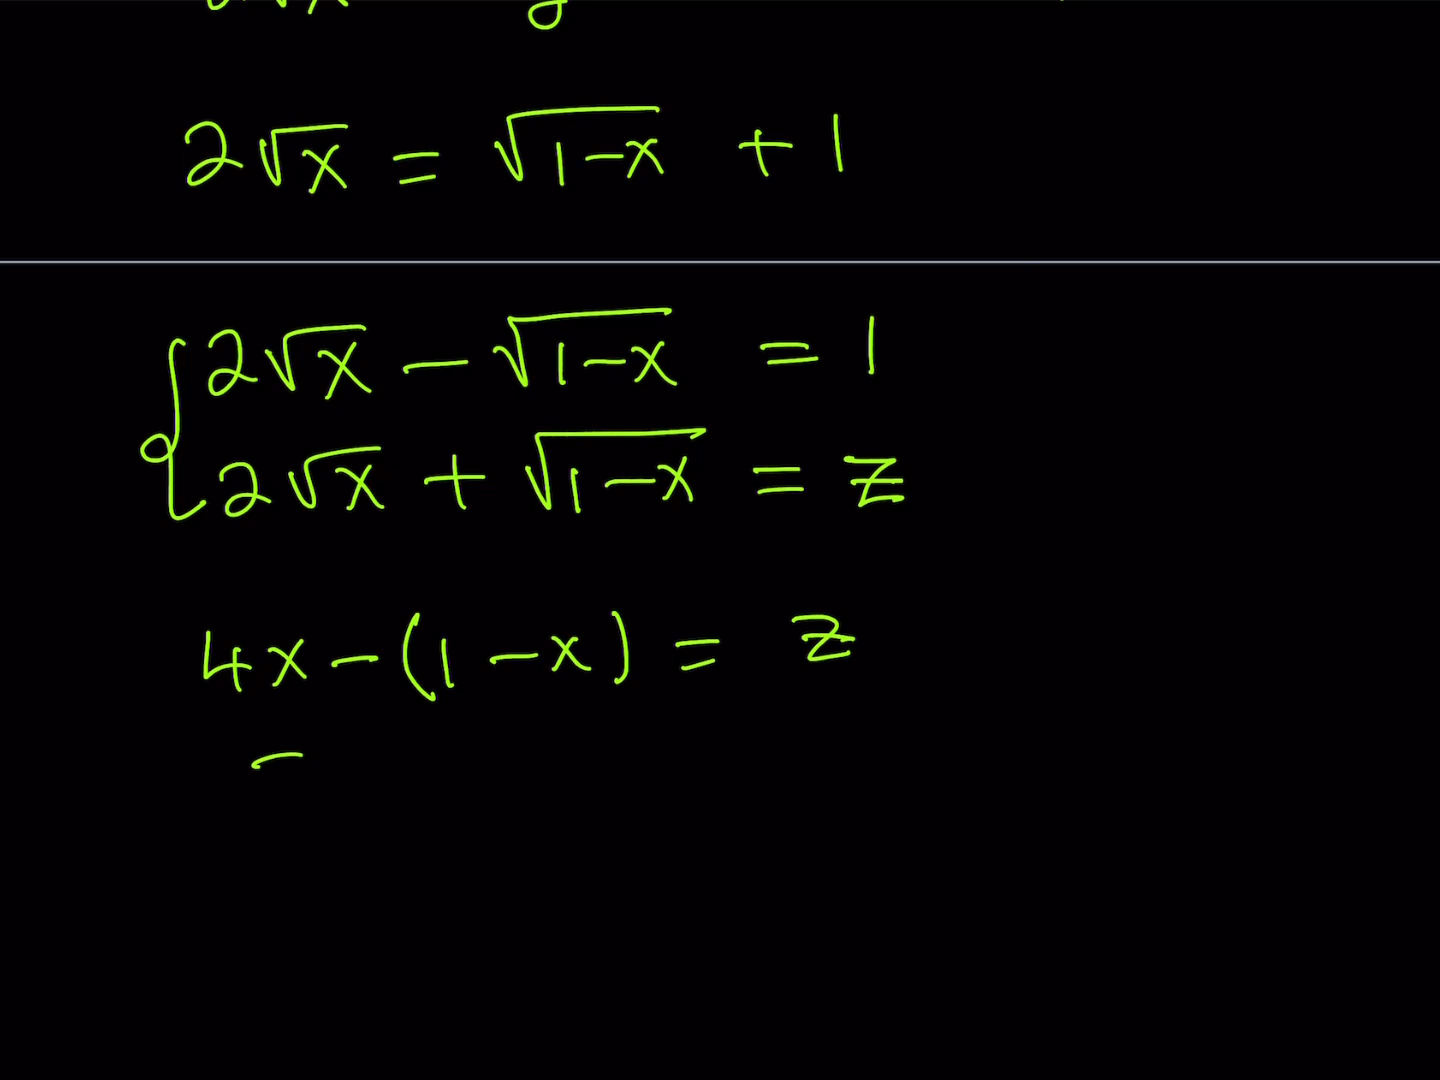 2√x = √(1-x) + 1
2√x - √(1-x) = 1
2√x + √(1-x) = z
4x - (1-x) = z